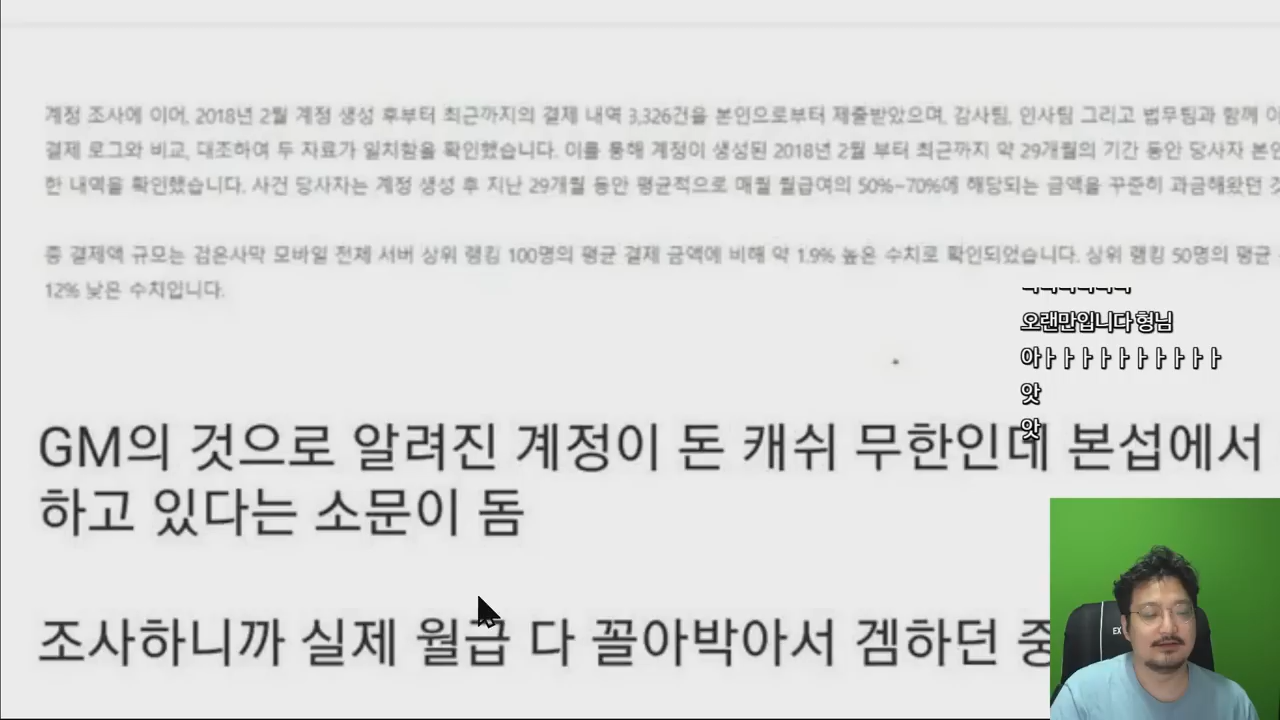 계정 조사에 이어, 2018년 2월 계정 생성 후부터 최근까지의 결제 내역 3,326건을 본인으로부터 제출받았으며, 감사팀, 인사팀 그리고 법무팀과 함께
결제 로그와 비교, 대조하여 두 자료가 일치함을 확인했습니다. 이를 통해 계정이 생성된 2018년 2월 부터 최근까지 약 29개월의 기간 동안 당사자
한 내역을 확인했습니다. 사건 당사자는 계정 생성 후 지난 29개월 동안 평균적으로 매월 월급여의 50%~70%에 해당되는 금액을 꾸준히 과금해왔던
총 결제액 규모는 검은사막 모바일 전체 서버 상위 랭킹 100명의 평균 결제 금액에 비해 약 1.9% 높은 수치로 확인되었습니다. 상위 랭킹 50명의 평균
12% 낮은 수치입니다.
오랜만입니다 형님
아ㅏㅏㅏㅏㅏㅏㅏㅏㅏㅏ
앗
앗
GM의 것으로 알려진 계정이 돈 캐쉬 무한인데 본섭에서
하고 있다는 소문이 돔
조사하니까 실제 월급 다 꼴아박아서 겜하던
EX